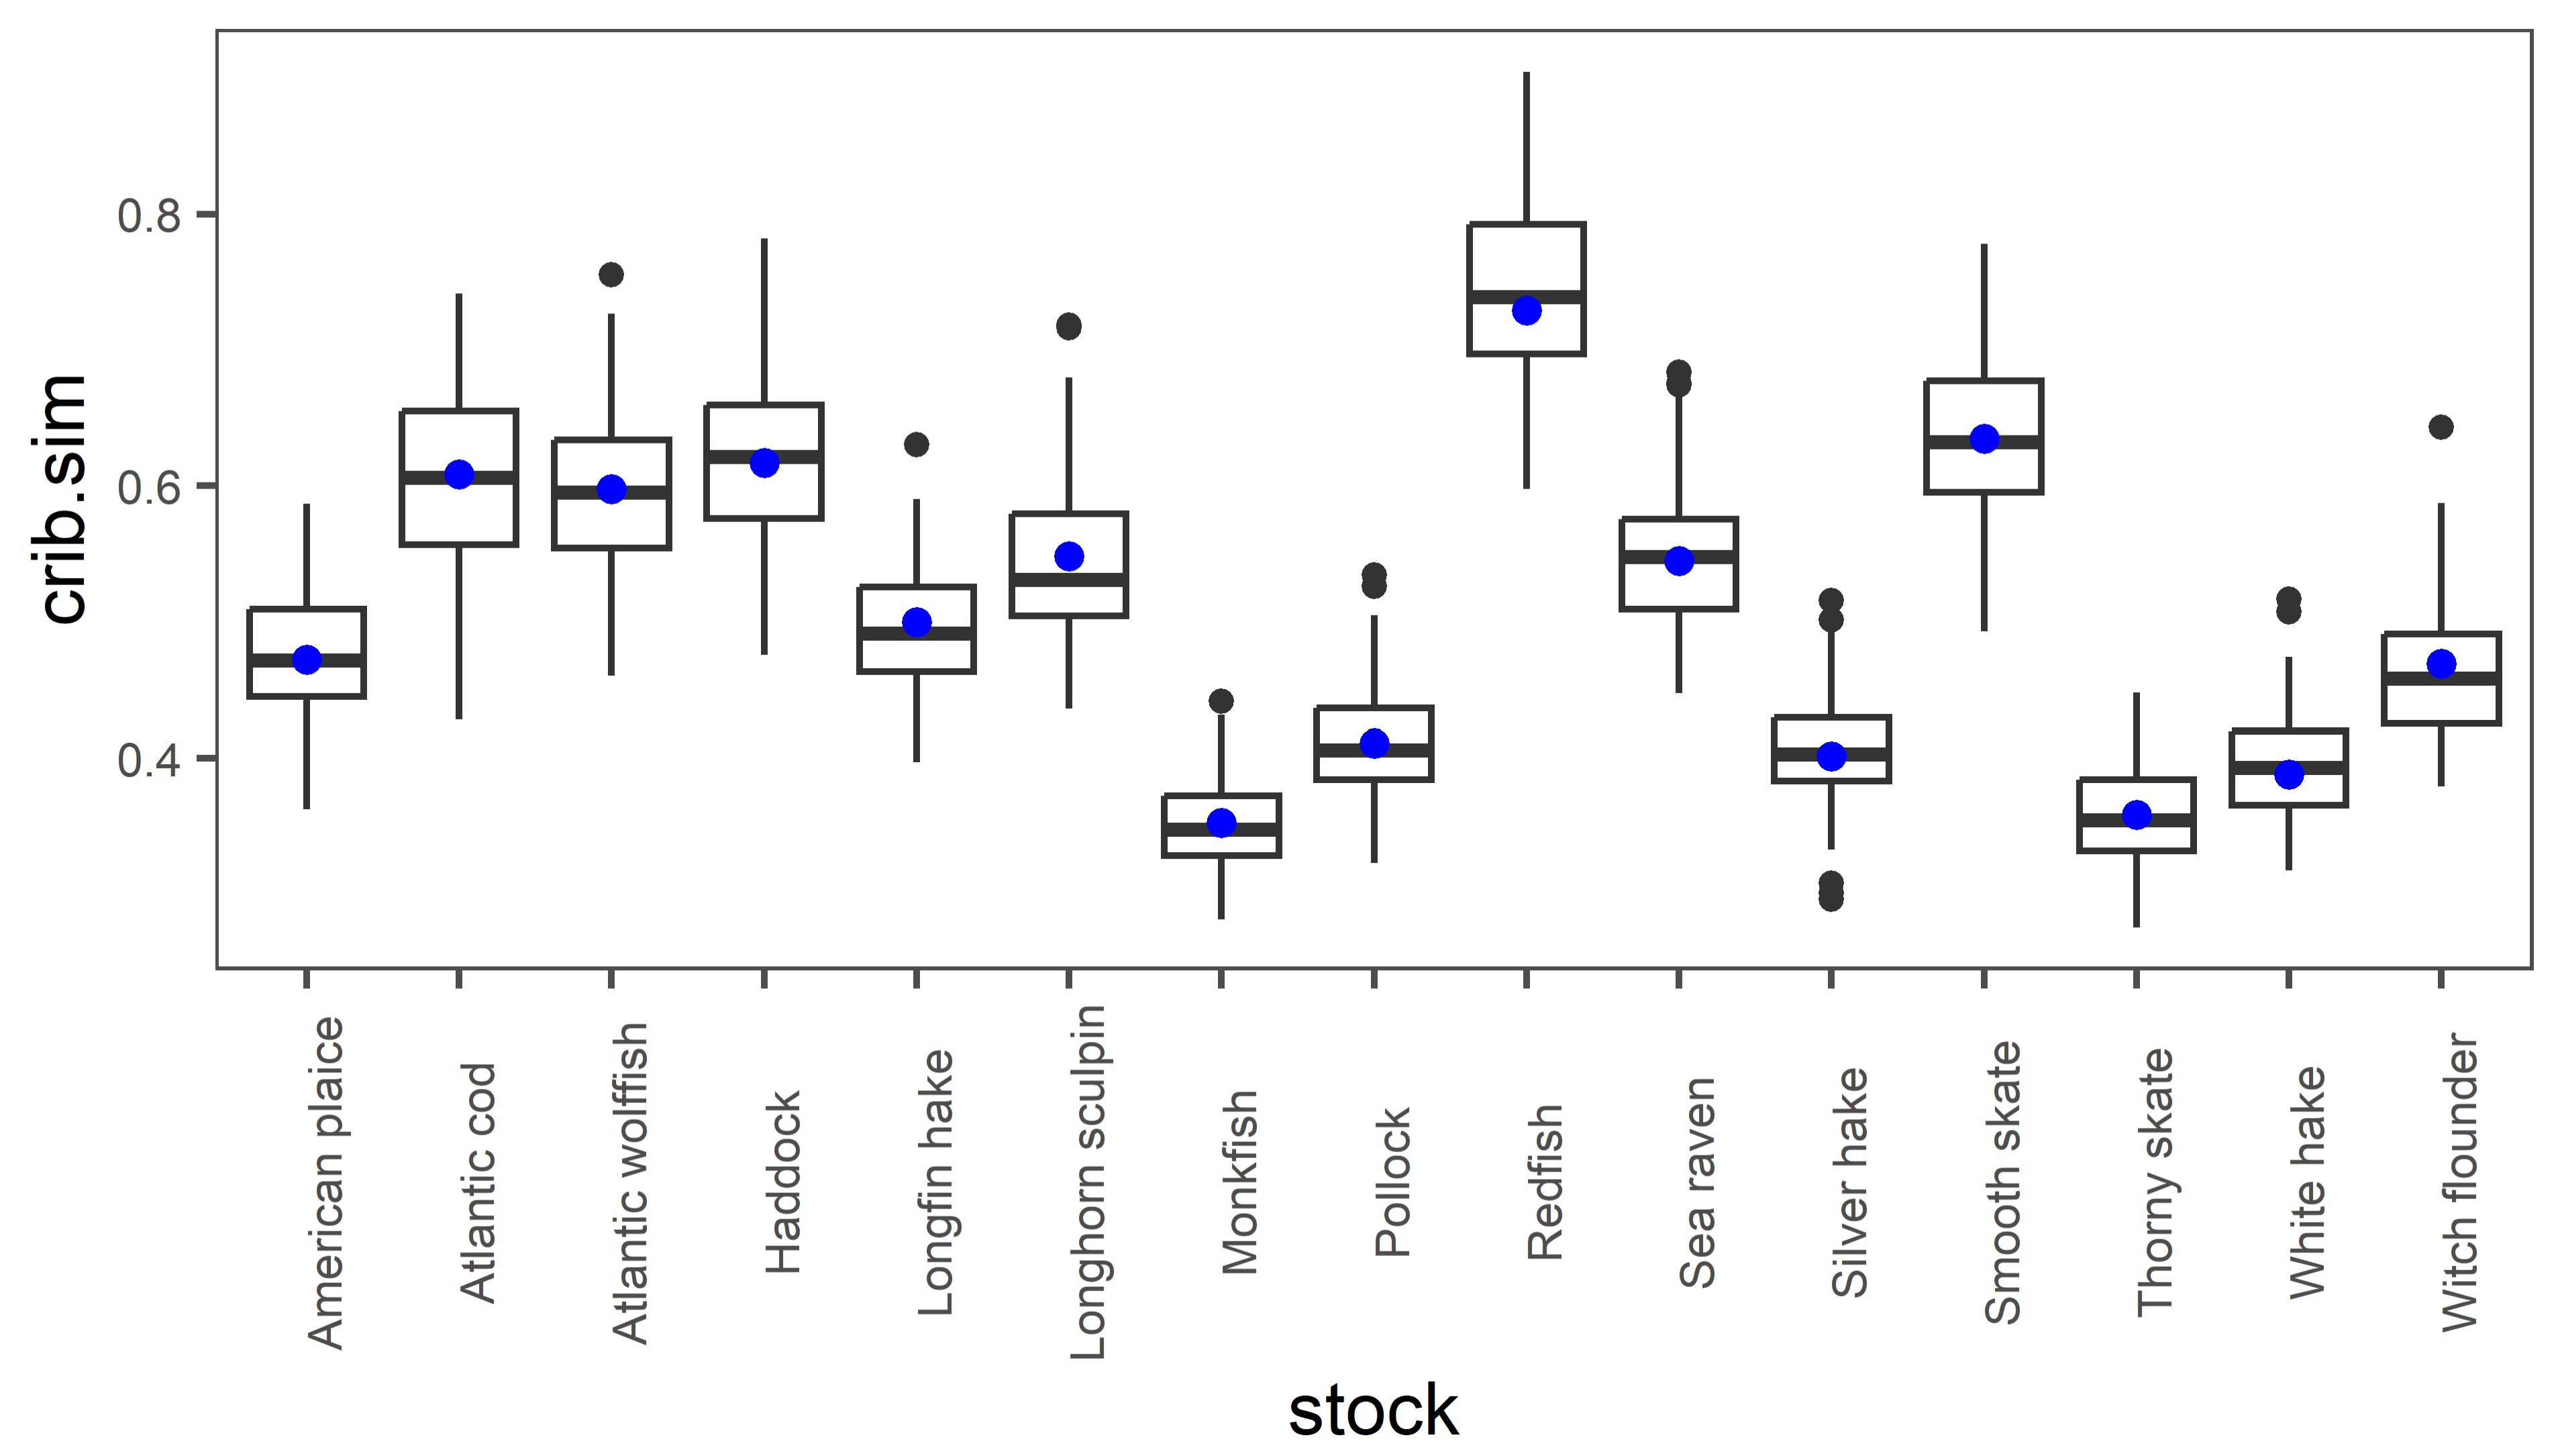 crib.sim
0.8
0.6
0.4
American plaice
Atlantic cod
Atlantic wolffish
Haddock
Longfin hake
Longhorn sculpin
Monkfish
Pollock
Redfish
Sea raven
Silver hake
Smooth skate
Thorny skate
White hake
Witch flounder
stock